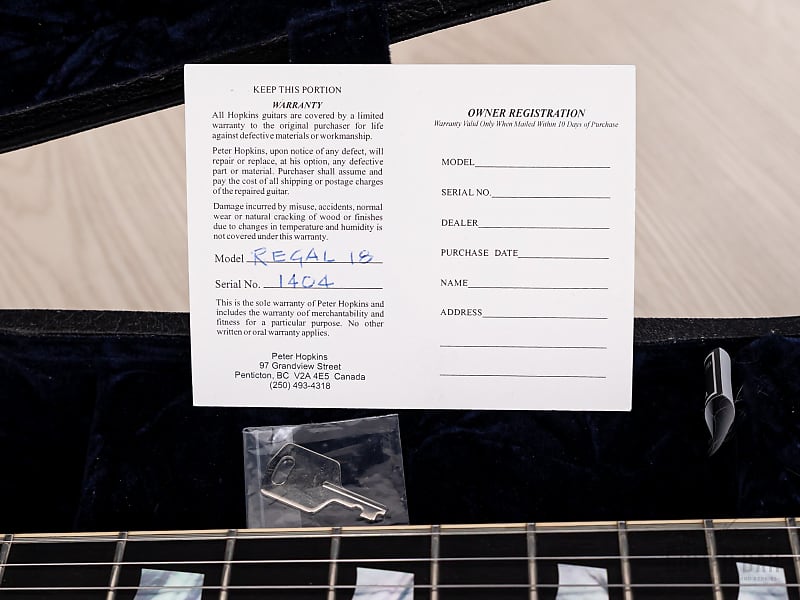 KEEP THIS PORTION
WARRANTY
All Hopkins guitars are covered by a limited
warranty to the original purchaser for life
against defective materials or workmanship.
Peter Hopkins, upon notice of any defect, will
repair or replace, at his option, any defective
part or material. Purchaser shall assume and
pay the cost of all shipping or postage charges
of the repaired guitar.
Damage incurred by misuse, accidents, normal
wear or natural cracking of wood or finishes
due to changes in temperature and humidity is
not covered under this warranty.
Model REGAL 18
Serial No. 1404
This is the sole warranty of Peter Hopkins and
includes the warranty oof merchantability and
fitness for a particular purpose. No other
written or oral warranty applies.
Peter Hopkins
97 Grandview Street
Penticton, BC V2A 4E5 Canada
(250) 493-4318
OWNER REGISTRATION
Warranty Valid Only When Mailed Within 10 Days of Purchase
MODEL
SERIAL NO.
DEALER
PURCHASE DATE
NAME
ADDRESS